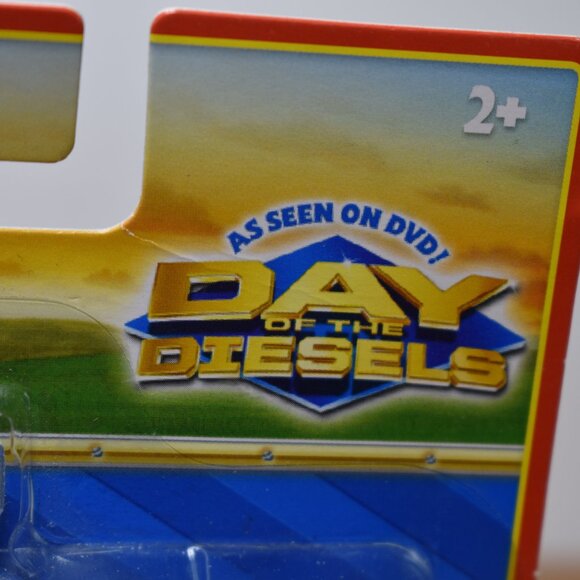 2+
AS SEEN ON DVD!
DAY
OF THE
DIESELS